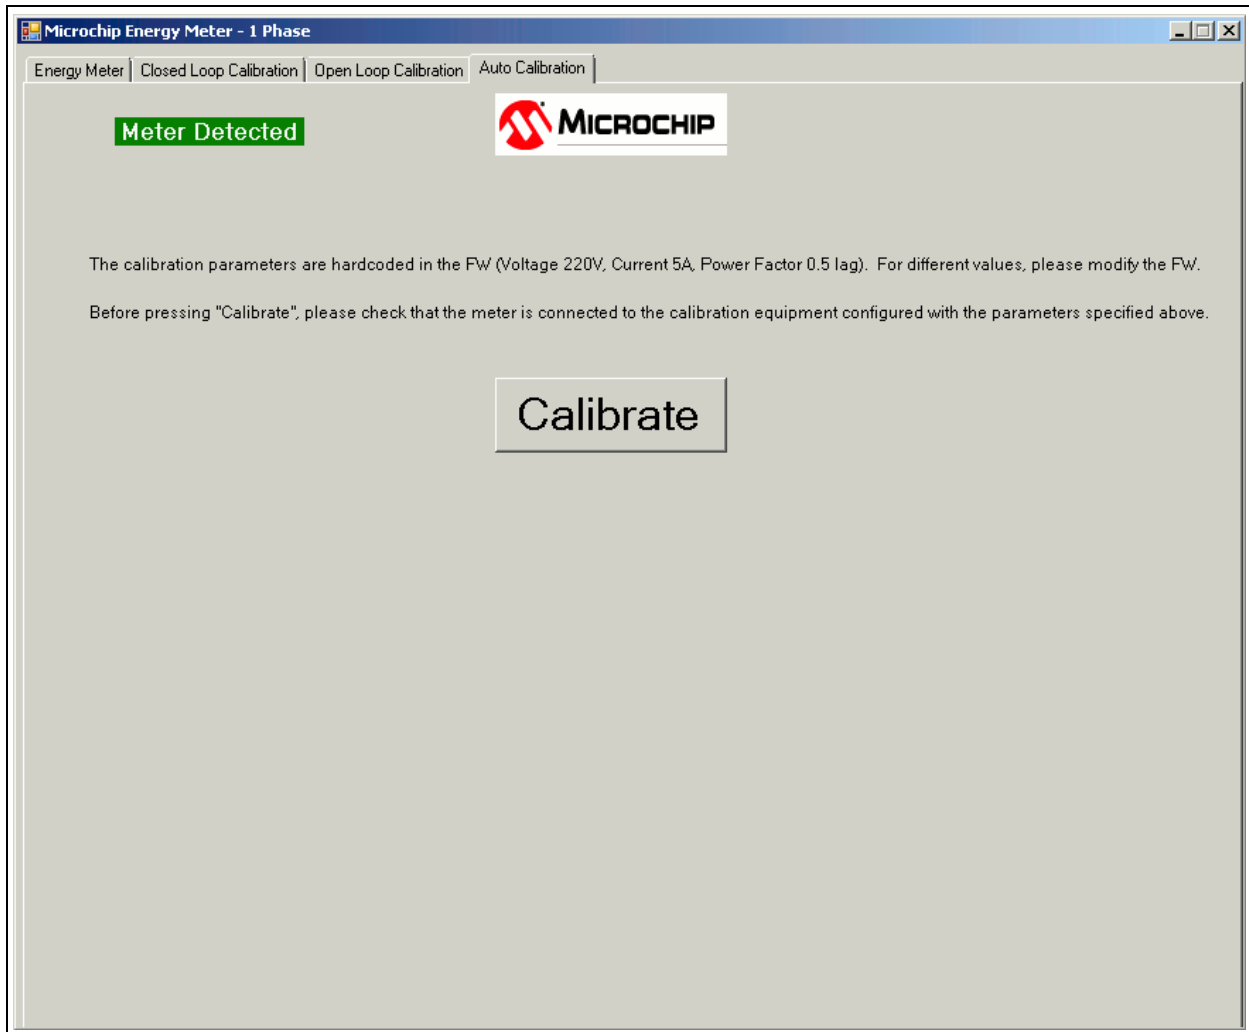 Microchip Energy Meter - 1 Phase
Energy Meter Closed Loop Calibration Open Loop Calibration Auto Calibration
Meter Detected
MICROCHIP
The calibration parameters are hardcoded in the FW (Voltage 220V, Current 5A, Power Factor 0.5 lag).  For different values, please modify the FW.
Before pressing "Calibrate", please check that the meter is connected to the calibration equipment configured with the parameters specified above.
Calibrate